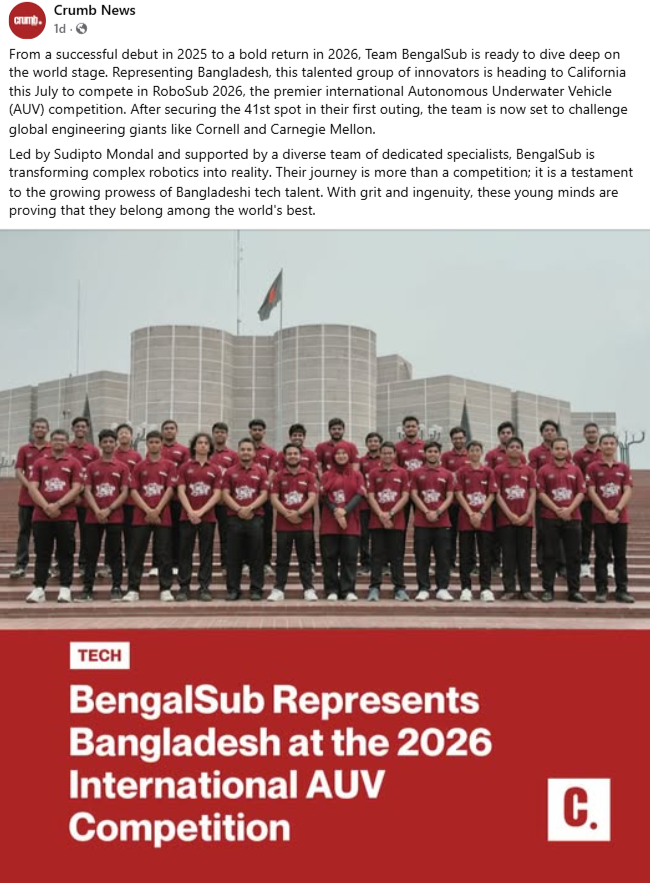 crumb.
Crumb News
1d ·
From a successful debut in 2025 to a bold return in 2026, Team BengalSub is ready to dive deep on
the world stage. Representing Bangladesh, this talented group of innovators is heading to California
this July to compete in RoboSub 2026, the premier international Autonomous Underwater Vehicle
(AUV) competition. After securing the 41st spot in their first outing, the team is now set to challenge
global engineering giants like Cornell and Carnegie Mellon.
Led by Sudipto Mondal and supported by a diverse team of dedicated specialists, BengalSub is
transforming complex robotics into reality. Their journey is more than a competition; it is a testament
to the growing prowess of Bangladeshi tech talent. With grit and ingenuity, these young minds are
proving that they belong among the world's best.
TECH
BengalSub Represents
Bangladesh at the 2026
International AUV
Competition
C.